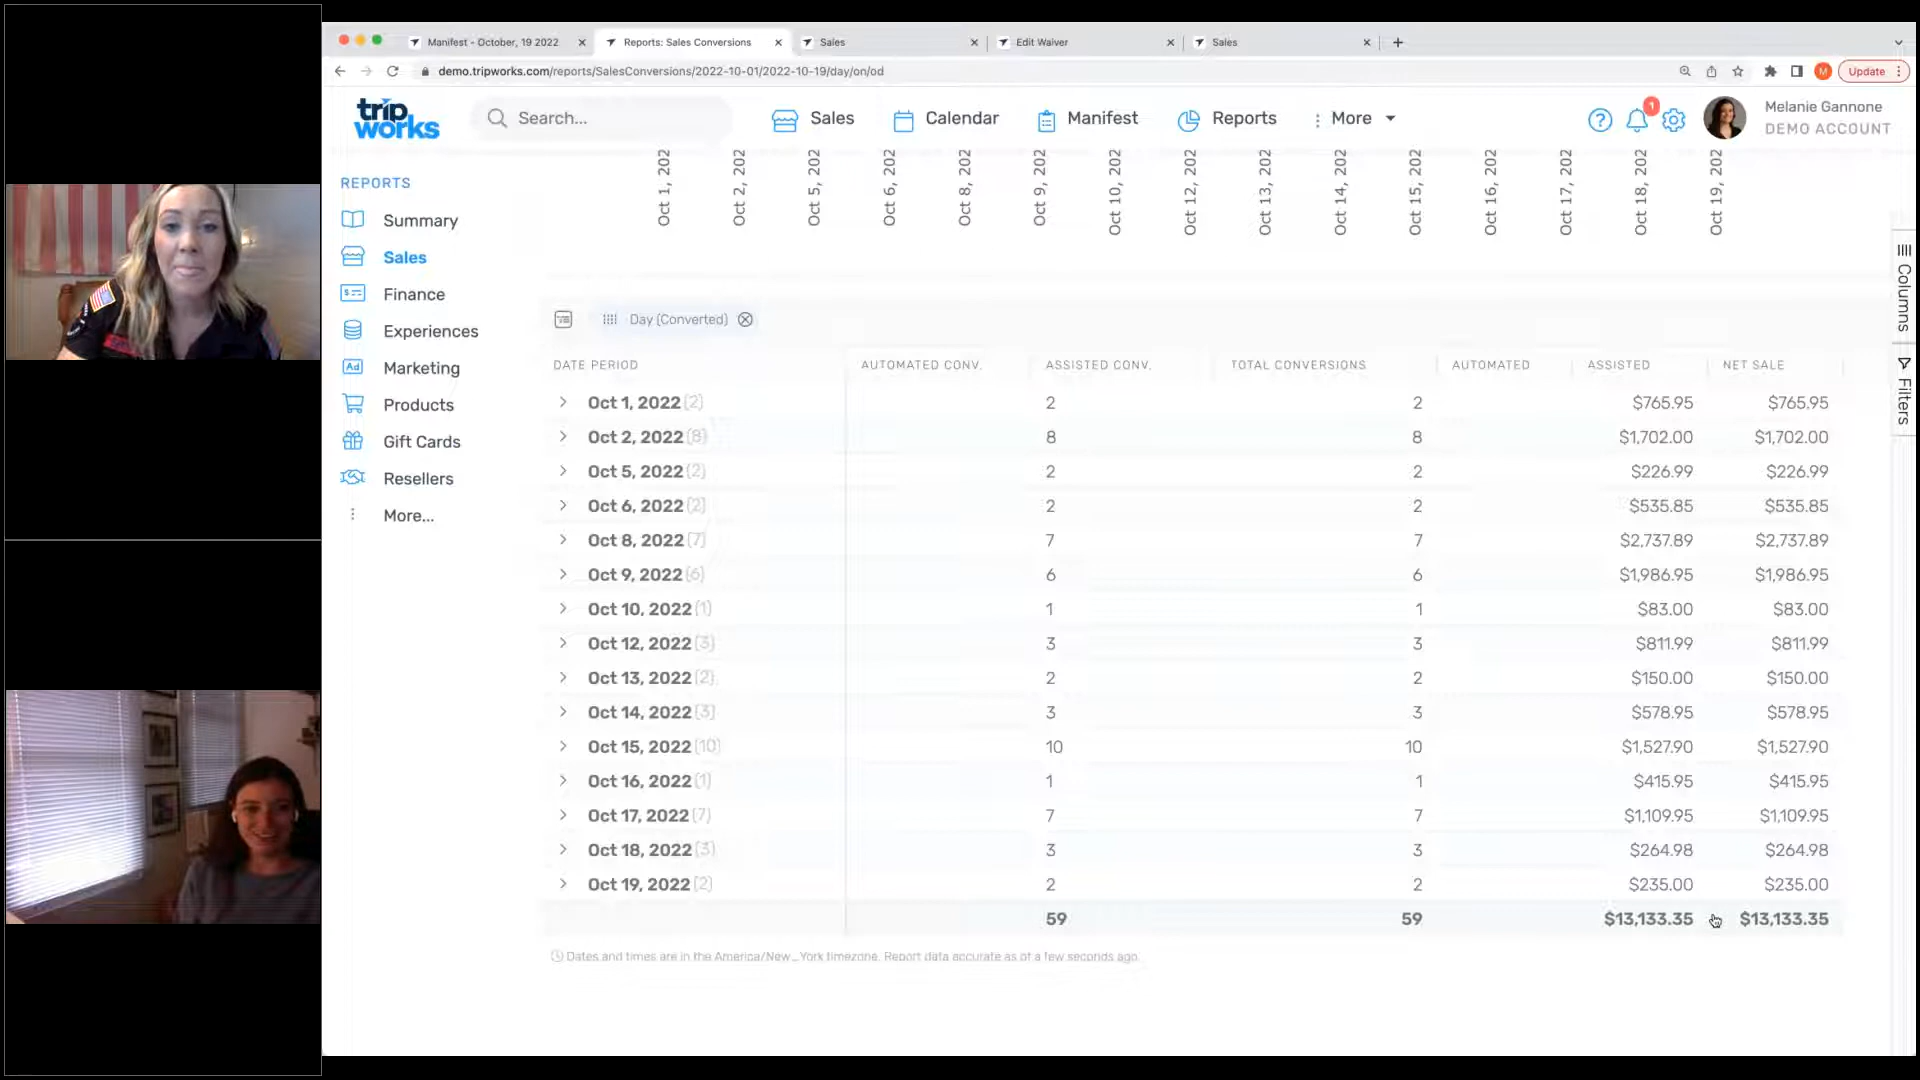 Manifest - October, 19 2022
Reports: Sales Conversions
Sales
Edit Waiver
Sales
demo.tripworks.com/reports/SalesConversions/2022-10-01/2022-10-19/day/on/od
M
Update
trip
works
Search...
Sales
Calendar
Manifest
Reports
More
1
Melanie Gannone
DEMO ACCOUNT
REPORTS
Summary
Sales
Finance
Experiences
Ad Marketing
Products
Gift Cards
Resellers
More...
Oct 1, 202
Oct 2, 202
Oct 5, 202
Oct 6, 202
Oct 8, 202
Oct 9, 202
Oct 10, 202
Oct 12, 202
Oct 13, 202
Oct 14, 202
Oct 15, 202
Oct 16, 202
Oct 17, 202
Oct 18, 202
Oct 19, 202
Columns
Filters
Day (Converted)
DATE PERIOD AUTOMATED CONV. ASSISTED CONV. TOTAL CONVERSIONS AUTOMATED ASSISTED NET SALE
Oct 1, 2022 (2) 2 2 $765.95 $765.95
Oct 2, 2022 (8) 8 8 $1,702.00 $1,702.00
Oct 5, 2022 (2) 2 2 $226.99 $226.99
Oct 6, 2022 (2) 2 2 $535.85 $535.85
Oct 8, 2022 (7) 7 7 $2,737.89 $2,737.89
Oct 9, 2022 (6) 6 6 $1,986.95 $1,986.95
Oct 10, 2022 (1) 1 1 $83.00 $83.00
Oct 12, 2022 (3) 3 3 $811.99 $811.99
Oct 13, 2022 (2) 2 2 $150.00 $150.00
Oct 14, 2022 (3) 3 3 $578.95 $578.95
Oct 15, 2022 (10) 10 10 $1,527.90 $1,527.90
Oct 16, 2022 (1) 1 1 $415.95 $415.95
Oct 17, 2022 (7) 7 7 $1,109.95 $1,109.95
Oct 18, 2022 (3) 3 3 $264.98 $264.98
Oct 19, 2022 (2) 2 2 $235.00 $235.00
59 59 $13,133.35 $13,133.35
Dates and times are in the America/New_York timezone. Report data accurate as of a few seconds ago.